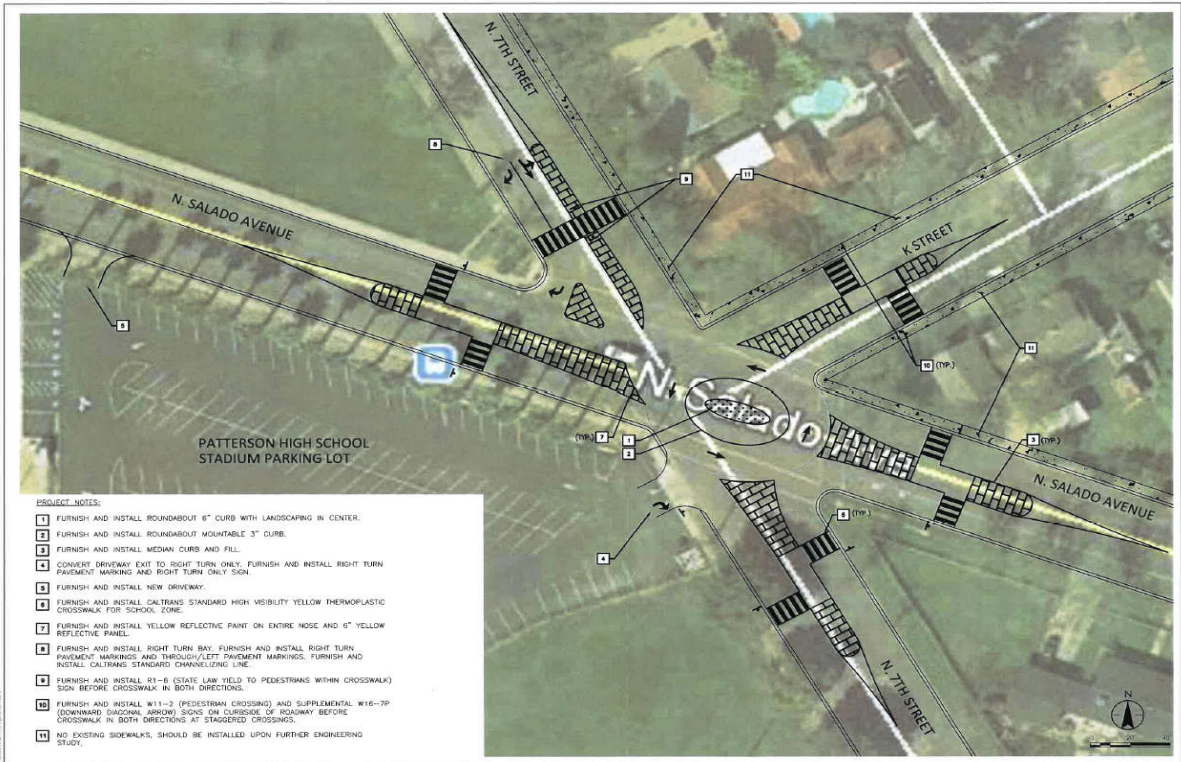 N. 7TH STREET
8
9
11
N. SALADO AVENUE
K STREET
5
10 (TYP.)
11
N. Salado
(TYP.) 7
1
2
3 (TYP.)
PATTERSON HIGH SCHOOL
STADIUM PARKING LOT
N. SALADO AVENUE
6 (TYP.)
4
N. 7TH STREET
N
0 20' 40'
PROJECT NOTES:
1 FURNISH AND INSTALL ROUNDABOUT 6" CURB WITH LANDSCAPING IN CENTER.
2 FURNISH AND INSTALL ROUNDABOUT MOUNTABLE 3" CURB.
3 FURNISH AND INSTALL MEDIAN CURB AND FILL.
4 CONVERT DRIVEWAY EXIT TO RIGHT TURN ONLY. FURNISH AND INSTALL RIGHT TURN
PAVEMENT MARKING AND RIGHT TURN ONLY SIGN.
5 FURNISH AND INSTALL NEW DRIVEWAY.
6 FURNISH AND INSTALL CALTRANS STANDARD HIGH VISIBILITY YELLOW THERMOPLASTIC
CROSSWALK FOR SCHOOL ZONE.
7 FURNISH AND INSTALL YELLOW REFLECTIVE PAINT ON ENTIRE NOSE AND 6" YELLOW
REFLECTIVE PANEL.
8 FURNISH AND INSTALL RIGHT TURN BAY. FURNISH AND INSTALL RIGHT TURN
PAVEMENT MARKINGS AND THROUGH/LEFT PAVEMENT MARKINGS. FURNISH AND
INSTALL CALTRANS STANDARD CHANNELIZING LINE.
9 FURNISH AND INSTALL R1-6 (STATE LAW YIELD TO PEDESTRIANS WITHIN CROSSWALK)
SIGN BEFORE CROSSWALK IN BOTH DIRECTIONS.
10 FURNISH AND INSTALL W11-2 (PEDESTRIAN CROSSING) AND SUPPLEMENTAL W16-7P
(DOWNWARD DIAGONAL ARROW) SIGNS ON CURBSIDE OF ROADWAY BEFORE
CROSSWALK IN BOTH DIRECTIONS AT STAGGERED CROSSINGS.
11 NO EXISTING SIDEWALKS, SHOULD BE INSTALLED UPON FURTHER ENGINEERING
STUDY.